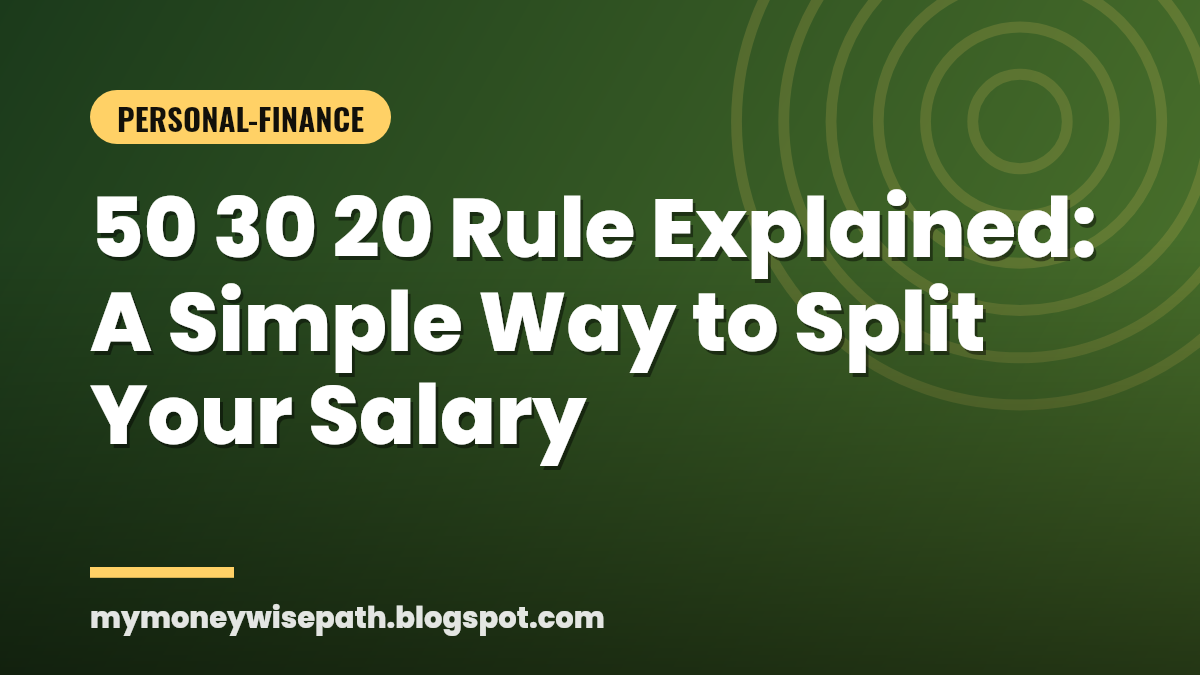 PERSONAL-FINANCE
50 30 20 Rule Explained:
A Simple Way to Split
Your Salary
mymoneywisepath.blogspot.com